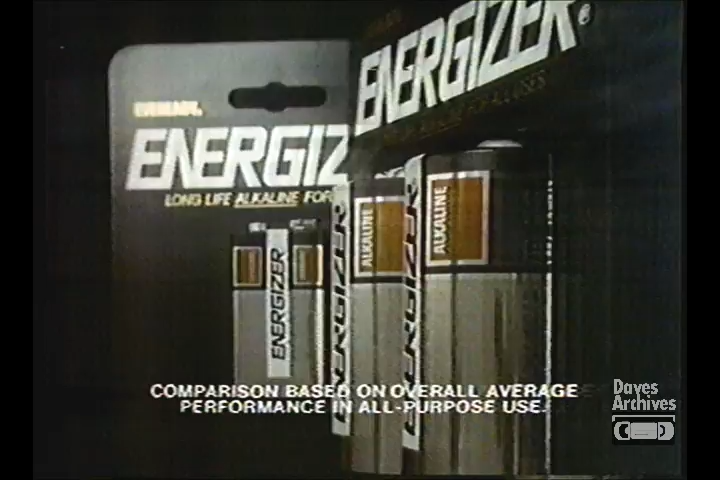 EVEREADY
ENERGIZ
LONG LIFE ALKALINE FOR
ENERGIZER®
ENERGIZER
ENERGIZER
ALKALINE
ENERGIZER
ALKALINE
COMPARISON BASED ON OVERALL AVERAGE
PERFORMANCE IN ALL-PURPOSE USE.
Daves
Archives